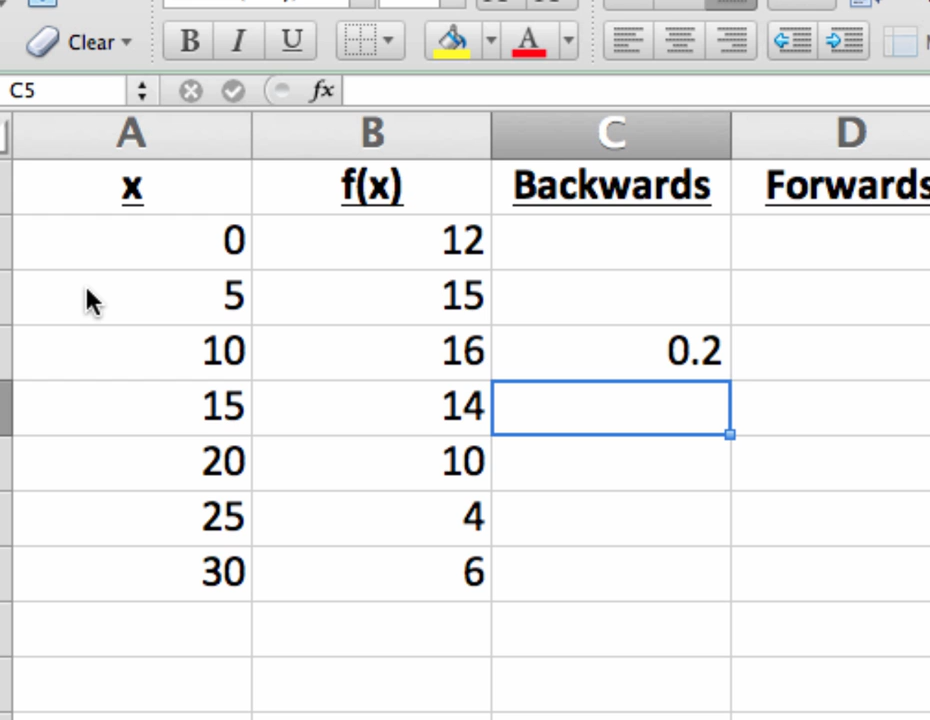 Clear B I U A
C5 fx
A B C D
x f(x) Backwards Forwards
0 12
5 15
10 16 0.2
15 14
20 10
25 4
30 6